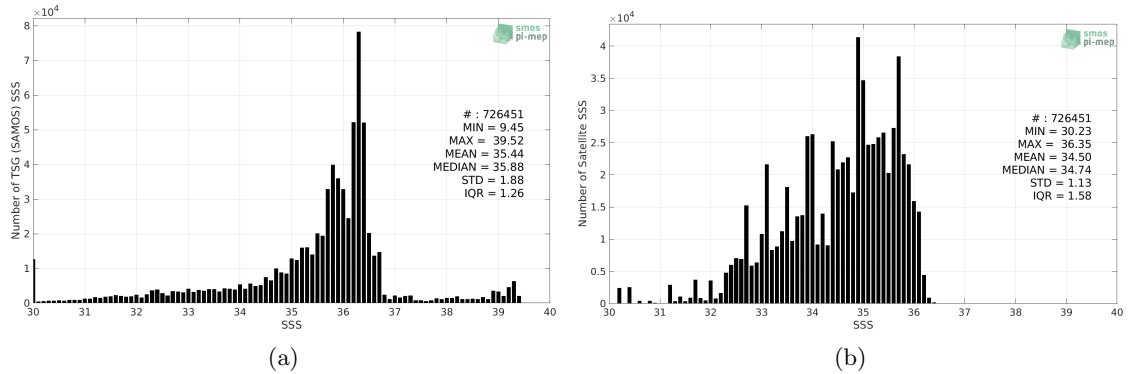 ×10⁴
8
7
6
5
4
3
2
1
0
Number of TSG (SAMOS) SSS
smos
pi-mep
# : 726451
MIN = 9.45
MAX = 39.52
MEAN = 35.44
MEDIAN = 35.88
STD = 1.88
IQR = 1.26
30 31 32 33 34 35 36 37 38 39 40
SSS
(a)
×10⁴
4
3.5
3
2.5
2
1.5
1
0.5
0
Number of Satellite SSS
smos
pi-mep
# : 726451
MIN = 30.23
MAX = 36.35
MEAN = 34.50
MEDIAN = 34.74
STD = 1.13
IQR = 1.58
30 31 32 33 34 35 36 37 38 39 40
SSS
(b)